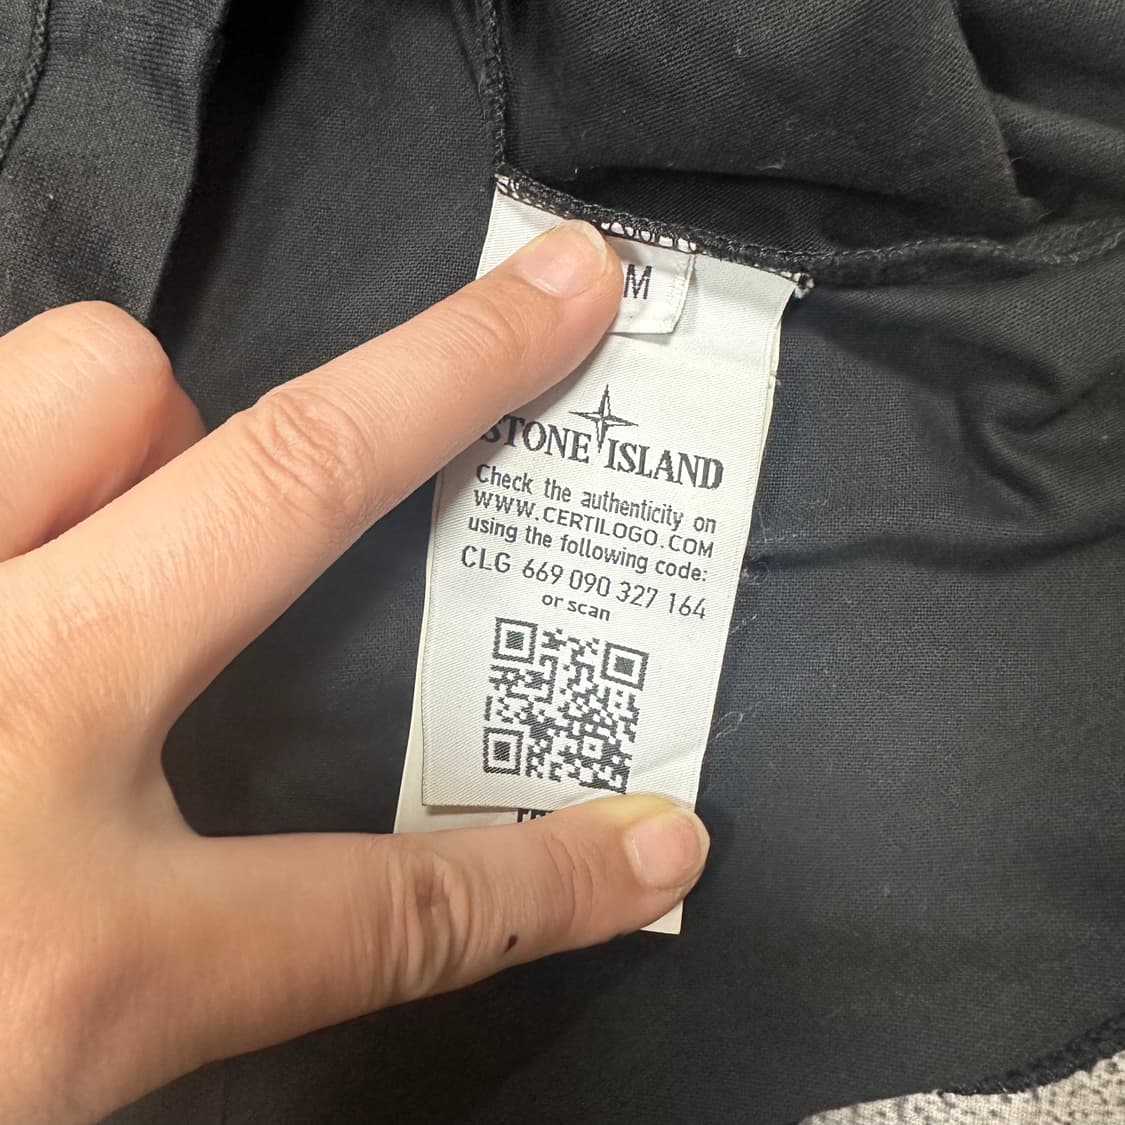 M
STONE ISLAND
Check the authenticity on
WWW.CERTILOGO.COM
using the following code:
CLG 669 090 327 164
or scan